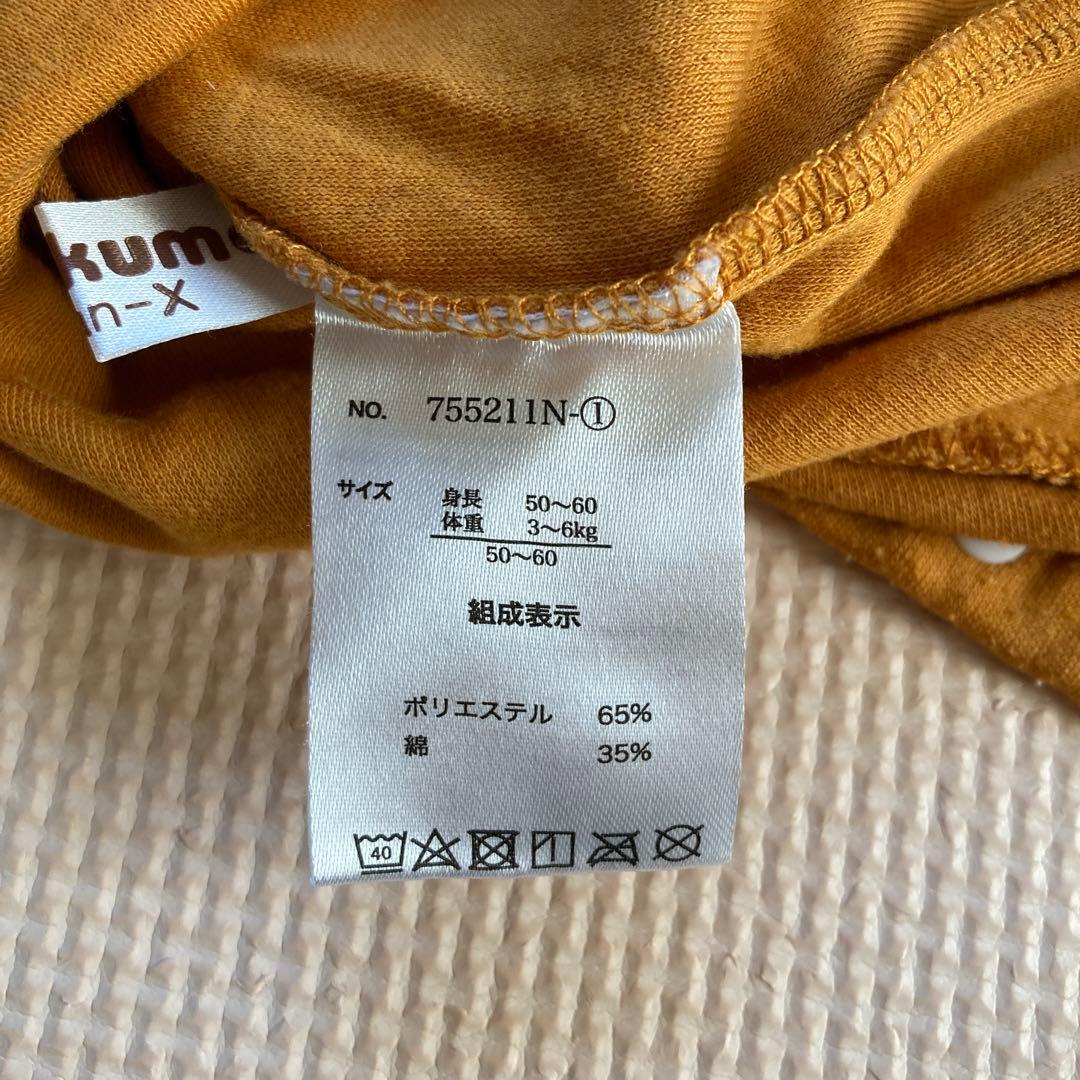 kum
n-x
NO. 755211N-①
サイズ 身長 50～60
体重 3～6kg
50～60
組成表示
ポリエステル 65%
綿 35%
40